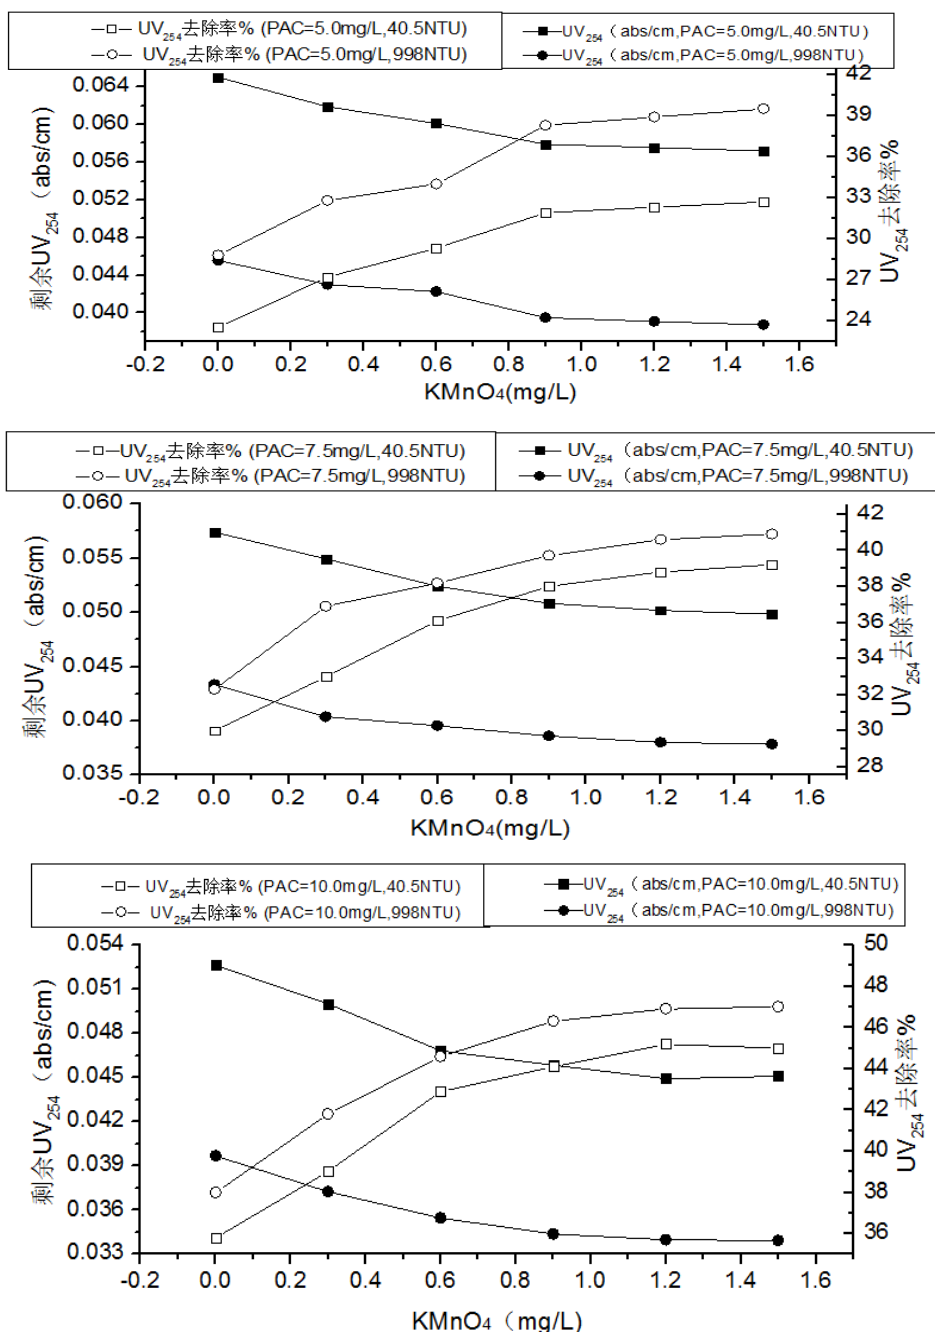 UV254去除率% (PAC=5.0mg/L,40.5NTU)
UV254去除率% (PAC=5.0mg/L,998NTU)
UV254 (abs/cm,PAC=5.0mg/L,40.5NTU)
UV254 (abs/cm,PAC=5.0mg/L,998NTU)
剩余UV254（abs/cm）
0.064
0.060
0.056
0.052
0.048
0.044
0.040
42
39
36
33
30
27
24
UV254去除率%
-0.2 0.0 0.2 0.4 0.6 0.8 1.0 1.2 1.4 1.6
KMnO4(mg/L)
UV254去除率% (PAC=7.5mg/L,40.5NTU)
UV254去除率% (PAC=7.5mg/L,998NTU)
UV254（abs/cm,PAC=7.5mg/L,40.5NTU)
UV254（abs/cm,PAC=7.5mg/L,998NTU)
剩余UV254（abs/cm)
0.060
0.055
0.050
0.045
0.040
0.035
42
40
38
36
34
32
30
28
UV254去除率%
-0.2 0.0 0.2 0.4 0.6 0.8 1.0 1.2 1.4 1.6
KMnO4(mg/L)
UV254去除率% (PAC=10.0mg/L,40.5NTU)
UV254去除率% (PAC=10.0mg/L,998NTU)
UV254（abs/cm,PAC=10.0mg/L,40.5NTU)
UV254（abs/cm,PAC=10.0mg/L,998NTU)
剩余UV254（abs/cm)
0.054
0.051
0.048
0.045
0.042
0.039
0.036
0.033
50
48
46
44
42
40
38
36
UV254去除率%
-0.2 0.0 0.2 0.4 0.6 0.8 1.0 1.2 1.4 1.6
KMnO4（mg/L)